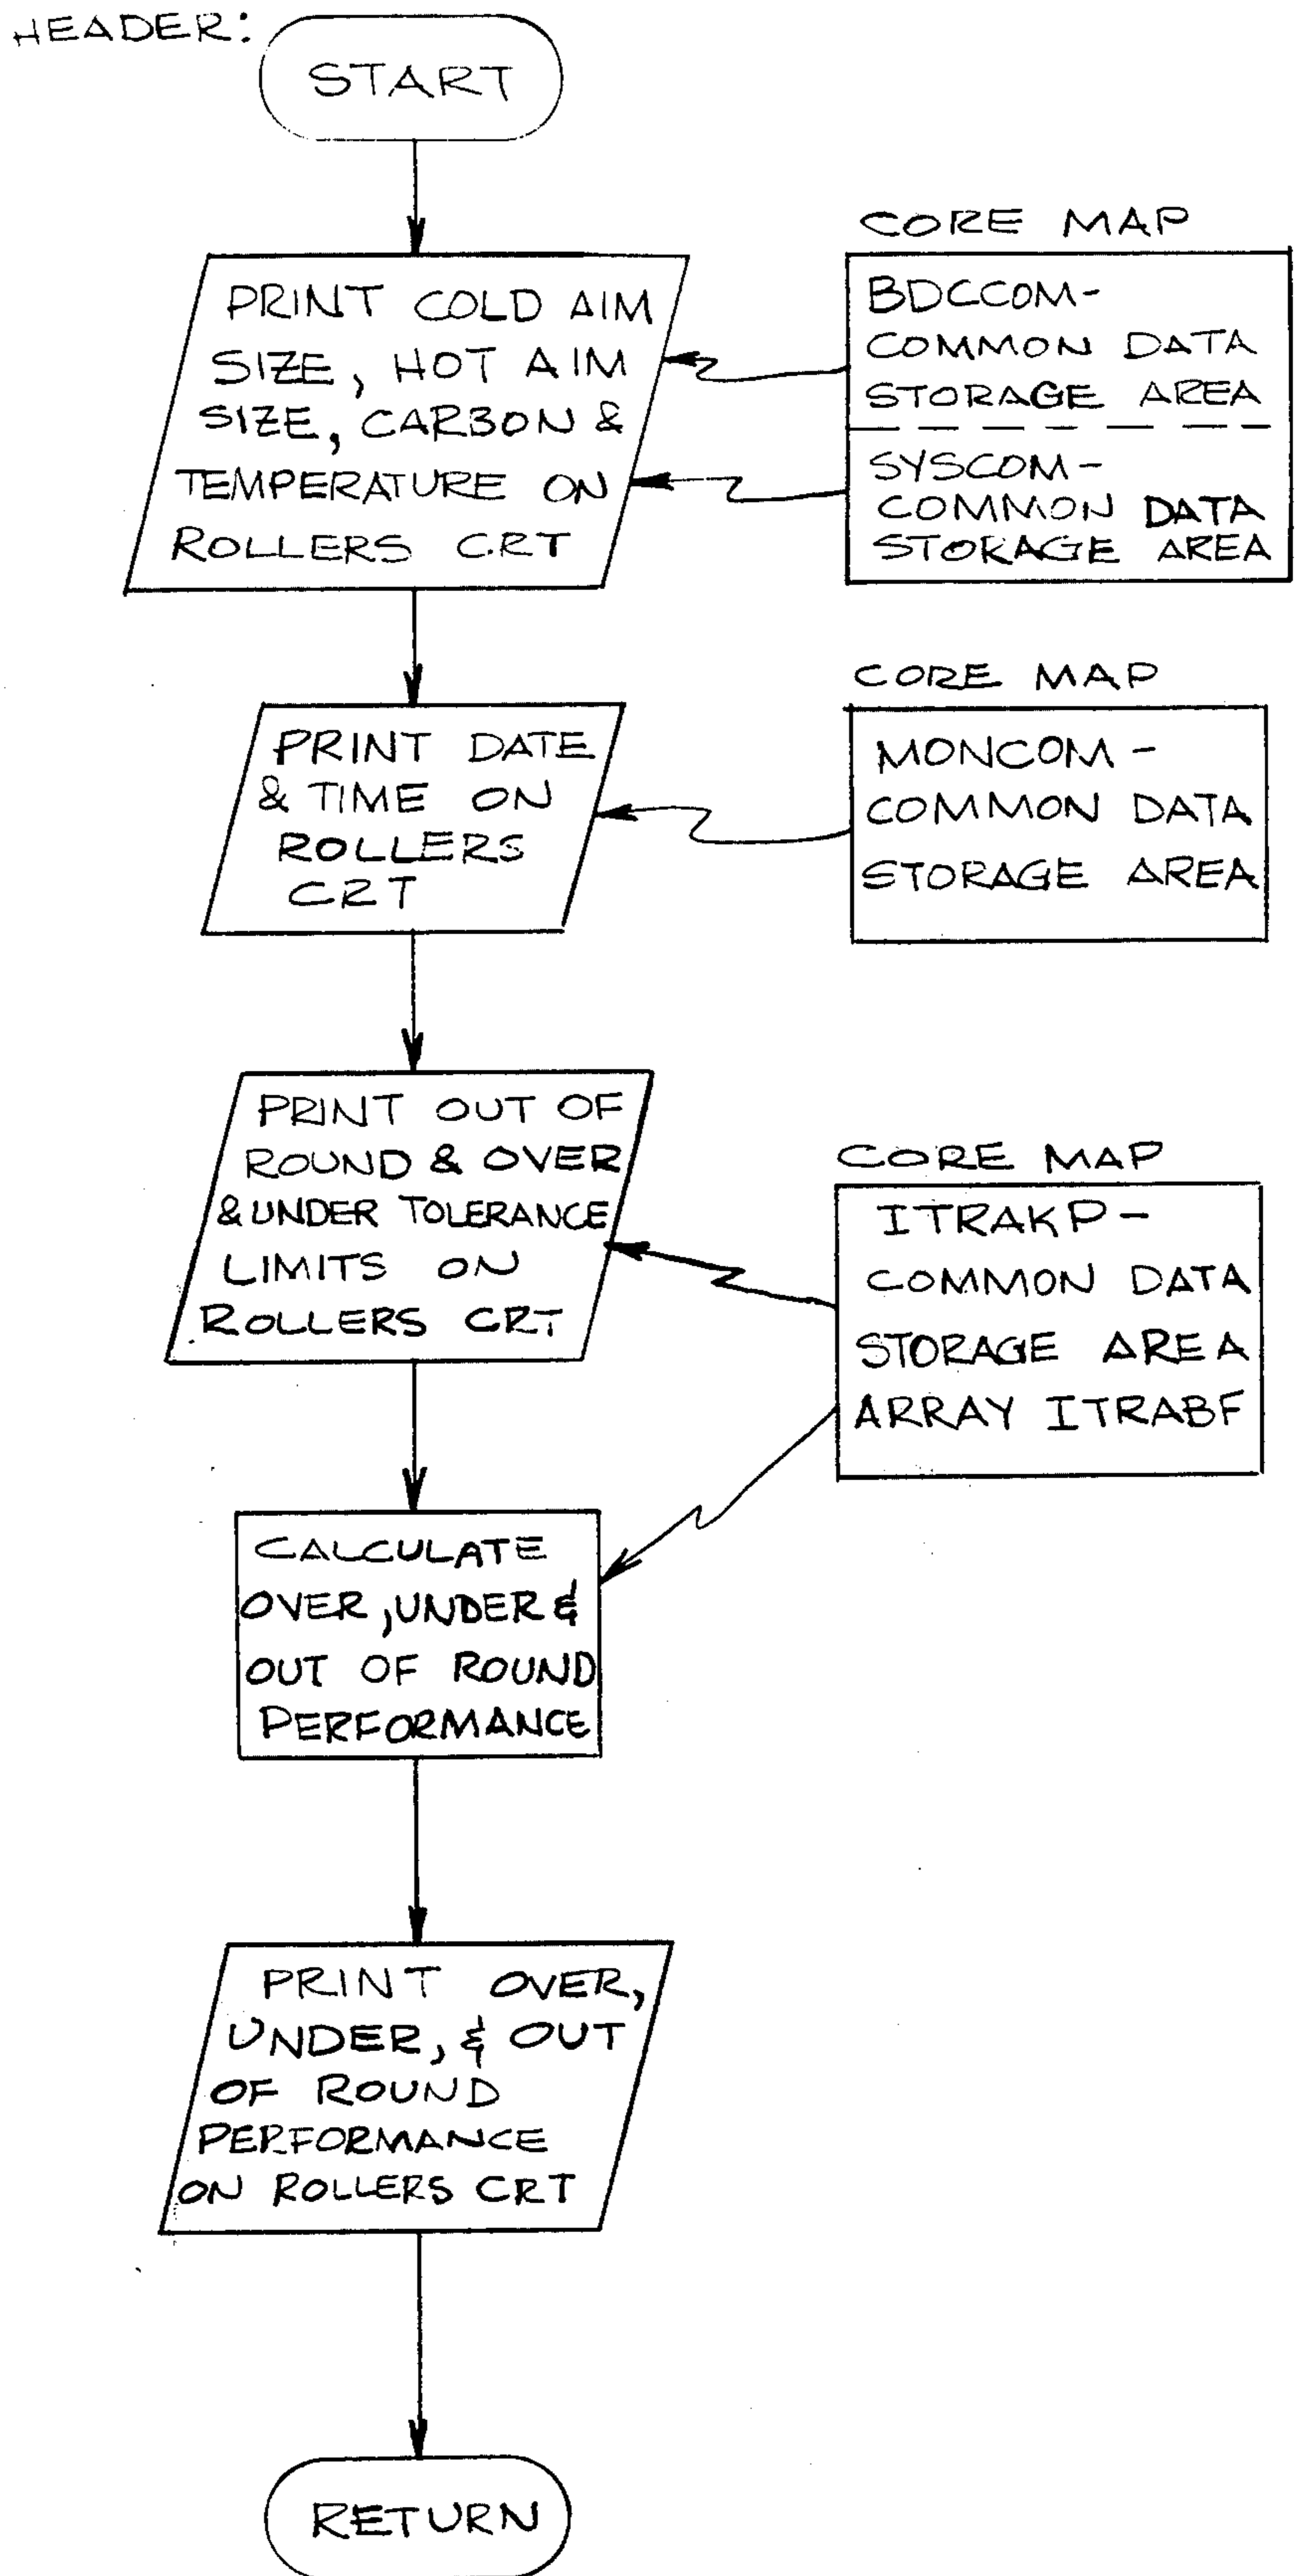 HEADER:
START
PRINT COLD AIM
SIZE, HOT AIM
SIZE, CARBON &
TEMPERATURE ON
ROLLERS CRT
CORE MAP
BDCCOM-
COMMON DATA
STORAGE AREA
SYSCOM-
COMMON DATA
STORAGE AREA
PRINT DATE
& TIME ON
ROLLERS
CRT
CORE MAP
MONCOM -
COMMON DATA
STORAGE AREA
PRINT OUT OF
ROUND & OVER
& UNDER TOLERANCE
LIMITS ON
ROLLERS CRT
CORE MAP
ITRAKP-
COMMON DATA
STORAGE AREA
ARRAY ITRABF
CALCULATE
OVER, UNDER &
OUT OF ROUND
PERFORMANCE
PRINT OVER,
UNDER, & OUT
OF ROUND
PERFORMANCE
ON ROLLERS CRT
RETURN